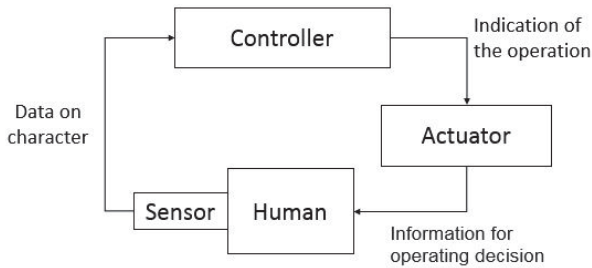 Controller
Indication of
the operation
Data on
character
Actuator
Sensor
Human
Information for
operating decision